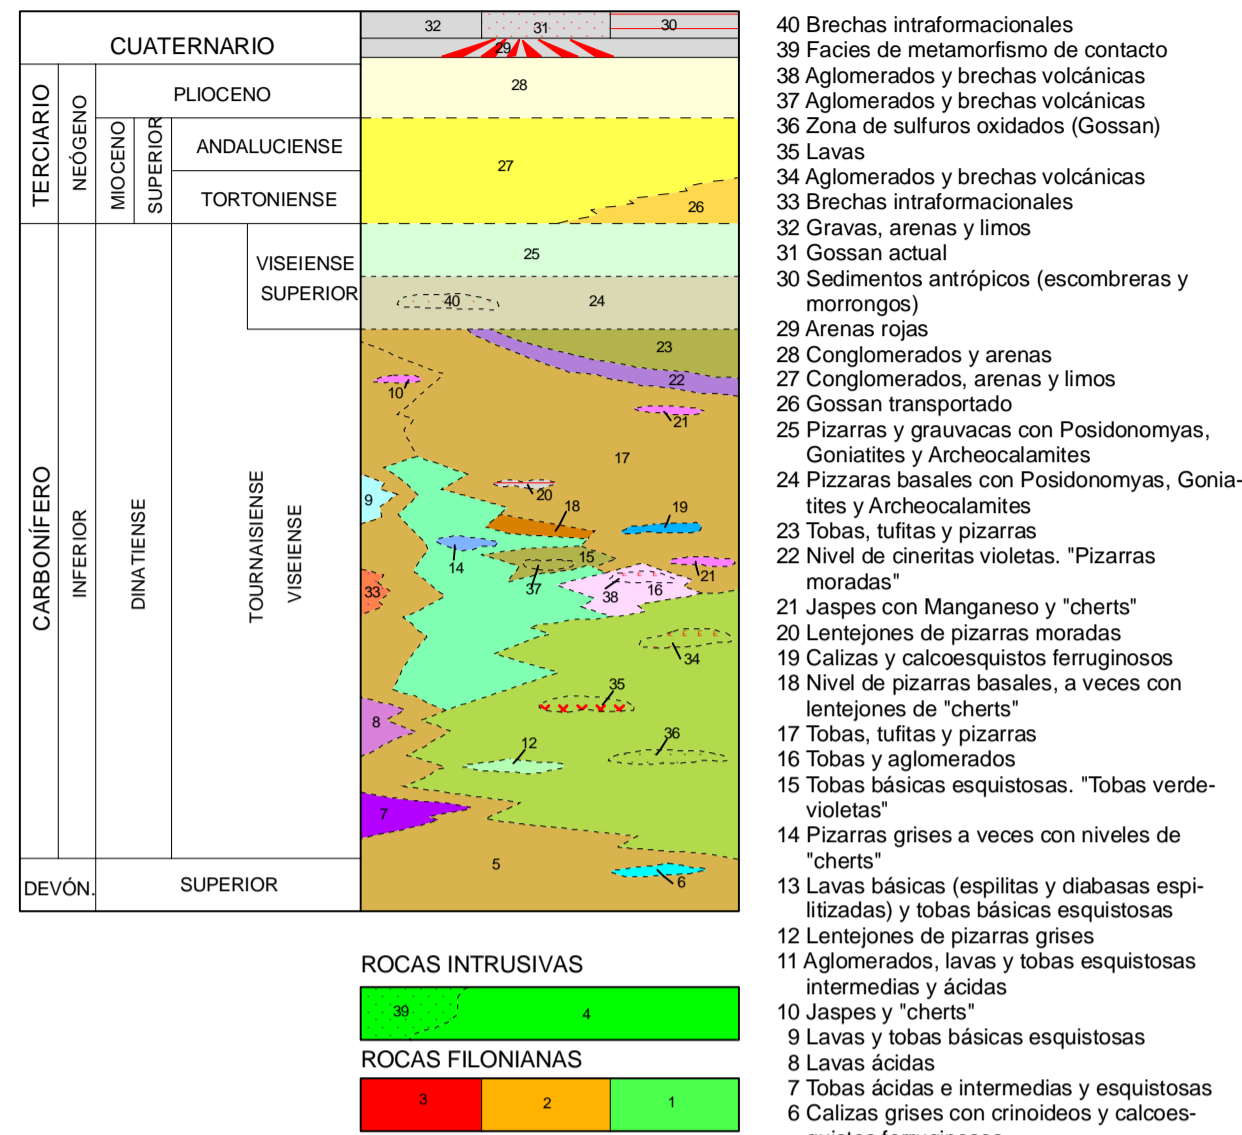 CUATERNARIO
TERCIARIO
NEÓGENO
PLIOCENO
MIOCENO
SUPERIOR
ANDALUCIENSE
TORTONIENSE
CARBONÍFERO
INFERIOR
DINATIENSE
TOURNAISIENSE
VISEIENSE
VISEIENSE
SUPERIOR
DEVÓN.
SUPERIOR
32
31
30
29
28
27
26
25
40
24
23
22
10
21
17
9
20
18
19
14
15
37
21
33
38
16
34
35
8
12
36
7
5
6
ROCAS INTRUSIVAS
39
4
ROCAS FILONIANAS
3
2
1
40 Brechas intraformacionales
39 Facies de metamorfismo de contacto
38 Aglomerados y brechas volcánicas
37 Aglomerados y brechas volcánicas
36 Zona de sulfuros oxidados (Gossan)
35 Lavas
34 Aglomerados y brechas volcánicas
33 Brechas intraformacionales
32 Gravas, arenas y limos
31 Gossan actual
30 Sedimentos antrópicos (escombreras y
morrongos)
29 Arenas rojas
28 Conglomerados y arenas
27 Conglomerados, arenas y limos
26 Gossan transportado
25 Pizarras y grauvacas con Posidonomyas,
Goniatites y Archeocalamites
24 Pizzaras basales con Posidonomyas, Gonia-
tites y Archeocalamites
23 Tobas, tufitas y pizarras
22 Nivel de cineritas violetas. "Pizarras
moradas"
21 Jaspes con Manganeso y "cherts"
20 Lentejones de pizarras moradas
19 Calizas y calcoesquistos ferruginosos
18 Nivel de pizarras basales, a veces con
lentejones de "cherts"
17 Tobas, tufitas y pizarras
16 Tobas y aglomerados
15 Tobas básicas esquistosas. "Tobas verde-
violetas"
14 Pizarras grises a veces con niveles de
"cherts"
13 Lavas básicas (espilitas y diabasas espi-
litizadas) y tobas básicas esquistosas
12 Lentejones de pizarras grises
11 Aglomerados, lavas y tobas esquistosas
intermedias y ácidas
10 Jaspes y "cherts"
9 Lavas y tobas básicas esquistosas
8 Lavas ácidas
7 Tobas ácidas e intermedias y esquistosas
6 Calizas grises con crinoideos y calcoes-